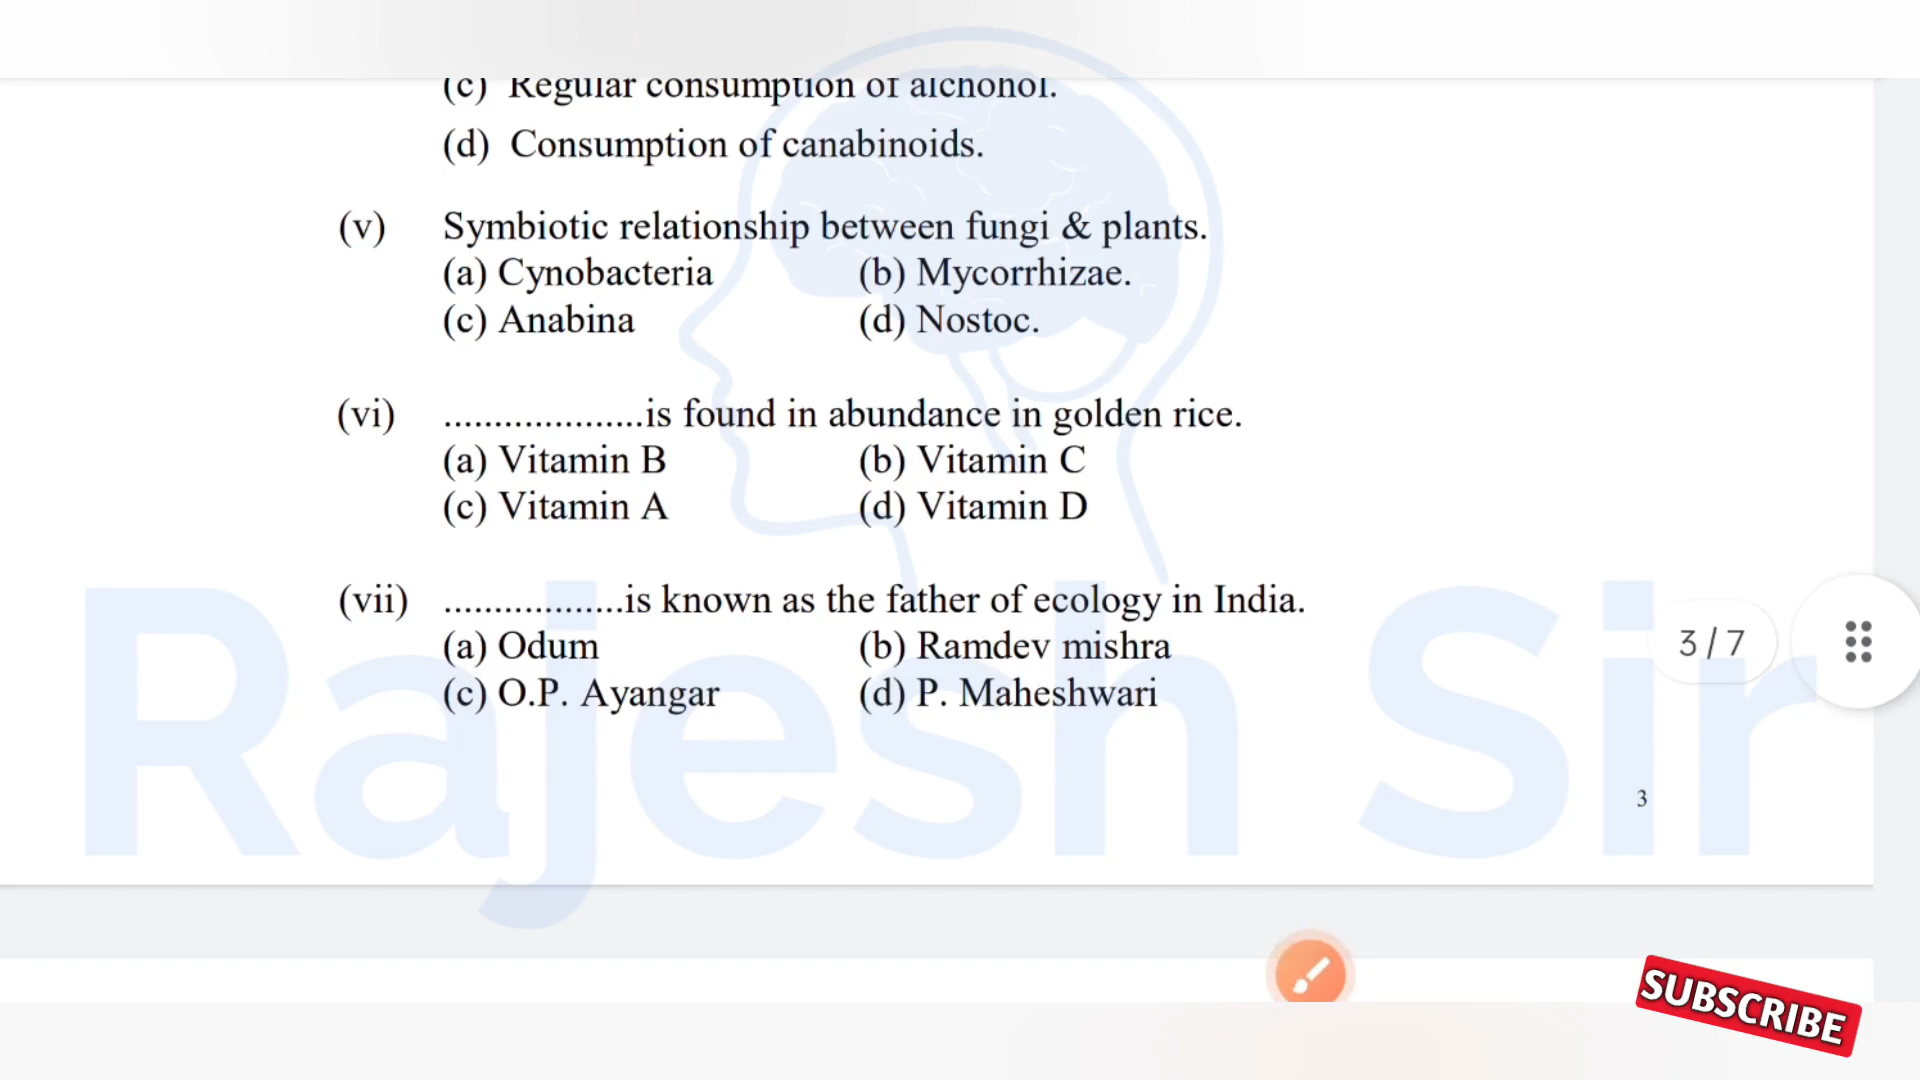 (c) Regular consumption of alchohol.
(d) Consumption of canabinoids.
(v) Symbiotic relationship between fungi & plants.
(a) Cynobacteria (b) Mycorrhizae.
(c) Anabina (d) Nostoc.
(vi) ....................is found in abundance in golden rice.
(a) Vitamin B (b) Vitamin C
(c) Vitamin A (d) Vitamin D
(vii) ..................is known as the father of ecology in India.
(a) Odum (b) Ramdev mishra
(c) O.P. Ayangar (d) P. Maheshwari
3/7
Rajesh Sir
3
SUBSCRIBE